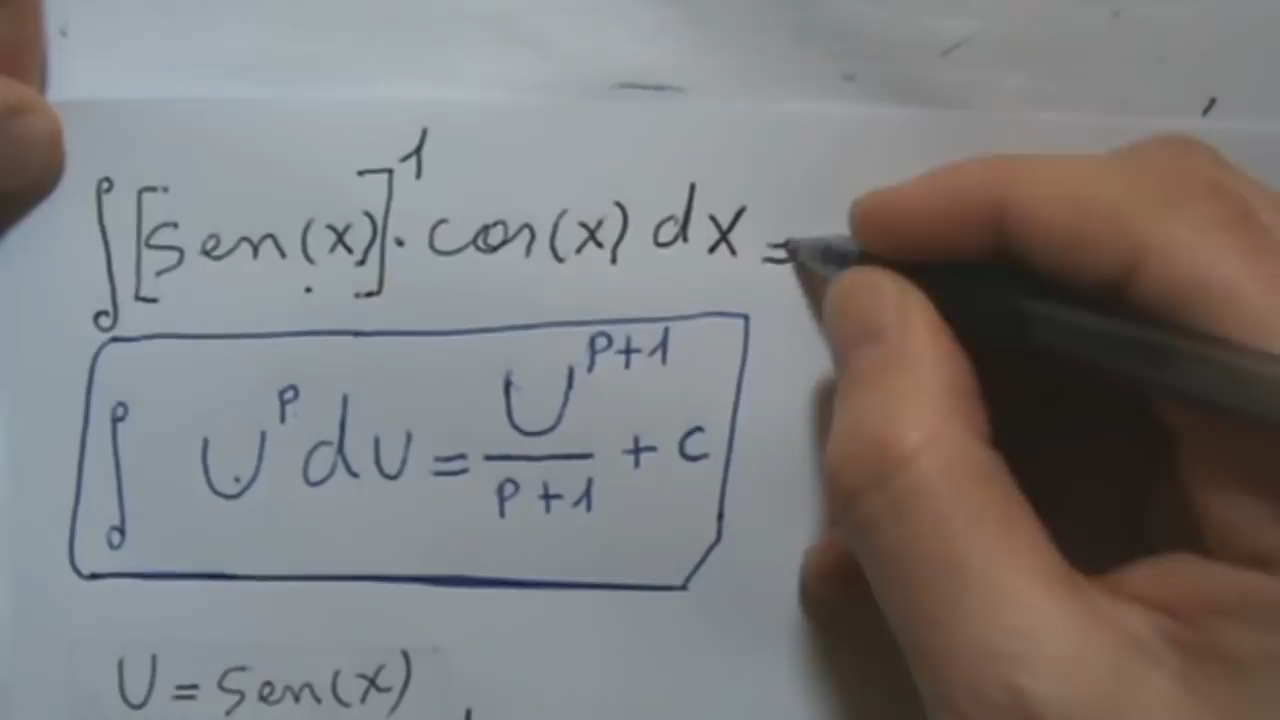 ∫ [sen(x)]¹ · cos(x) dx =
∫ U^P du = U^(P+1) / (P+1) + c
U = sen(x)